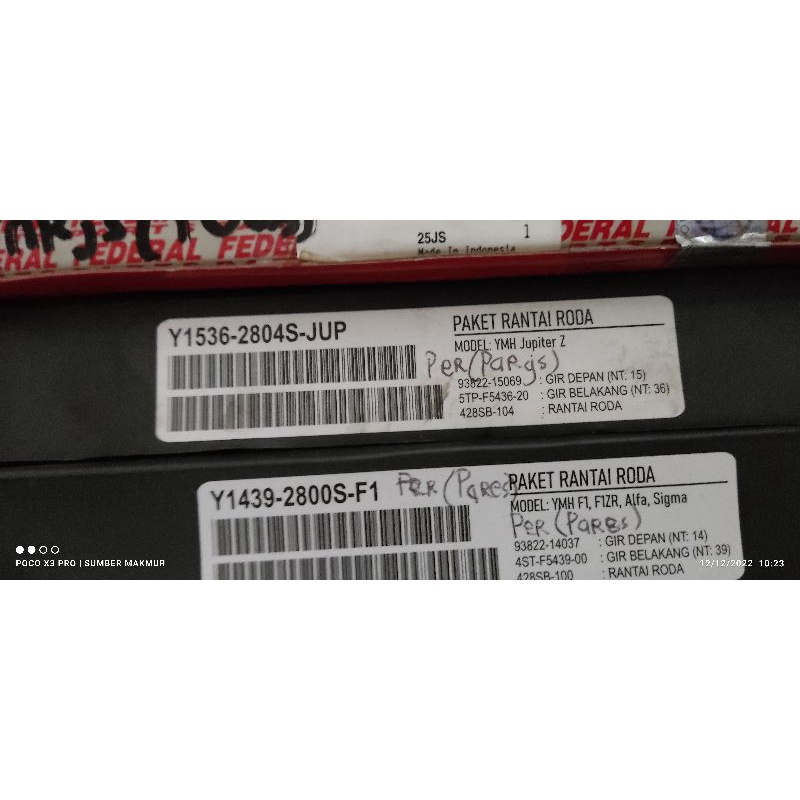 25JS 1
Made In Indonesia
FEDERAL FEDERAL
Y1536-2804S-JUP
PAKET RANTAI RODA
MODEL: YMH Jupiter Z
PER
93822-15069 : GIR DEPAN (NT: 15)
5TP-F5436-20 : GIR BELAKANG (NT: 36)
428SB-104 : RANTAI RODA
Y1439-2800S-F1
PAKET RANTAI RODA
MODEL: YMH F1, F1ZR, Alfa, Sigma
PER
93822-14037 : GIR DEPAN (NT: 14)
4ST-F5439-00 : GIR BELAKANG (NT: 39)
428SB-100 : RANTAI RODA
POCO X3 PRO | SUMBER MAKMUR
12/12/2022 10:23